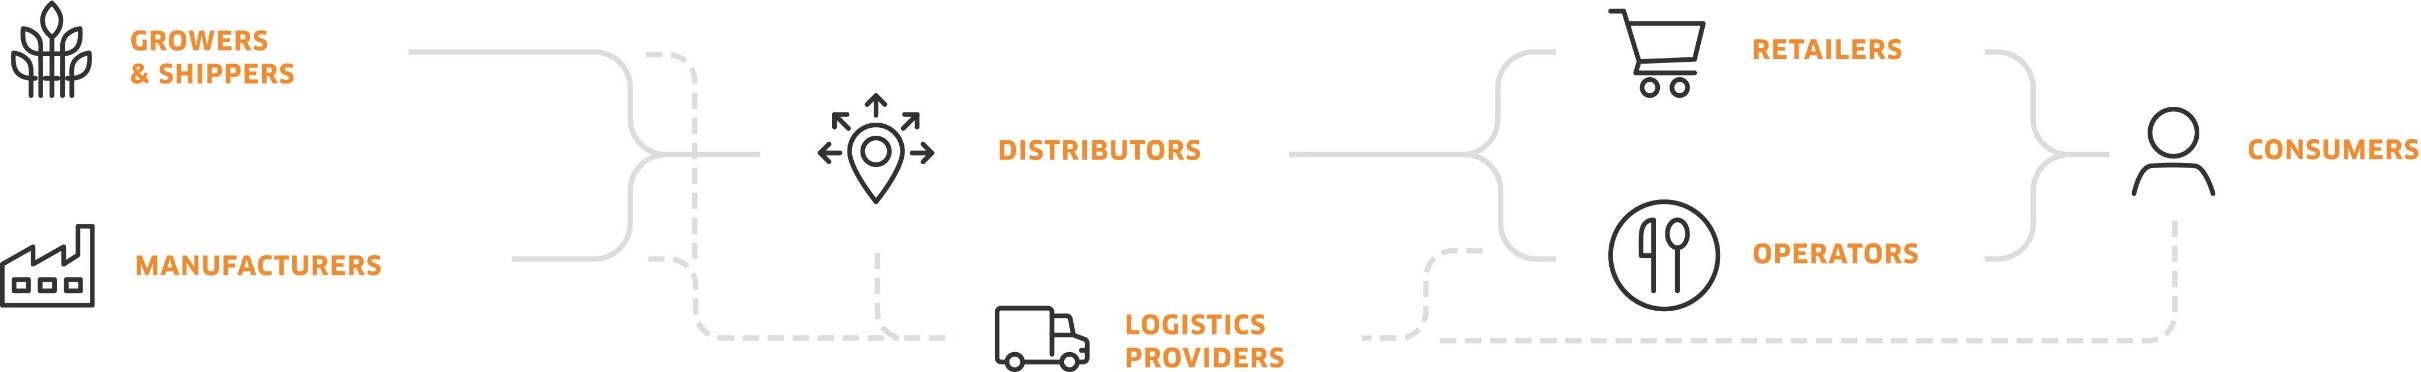 GROWERS
& SHIPPERS
MANUFACTURERS
DISTRIBUTORS
LOGISTICS
PROVIDERS
RETAILERS
OPERATORS
CONSUMERS